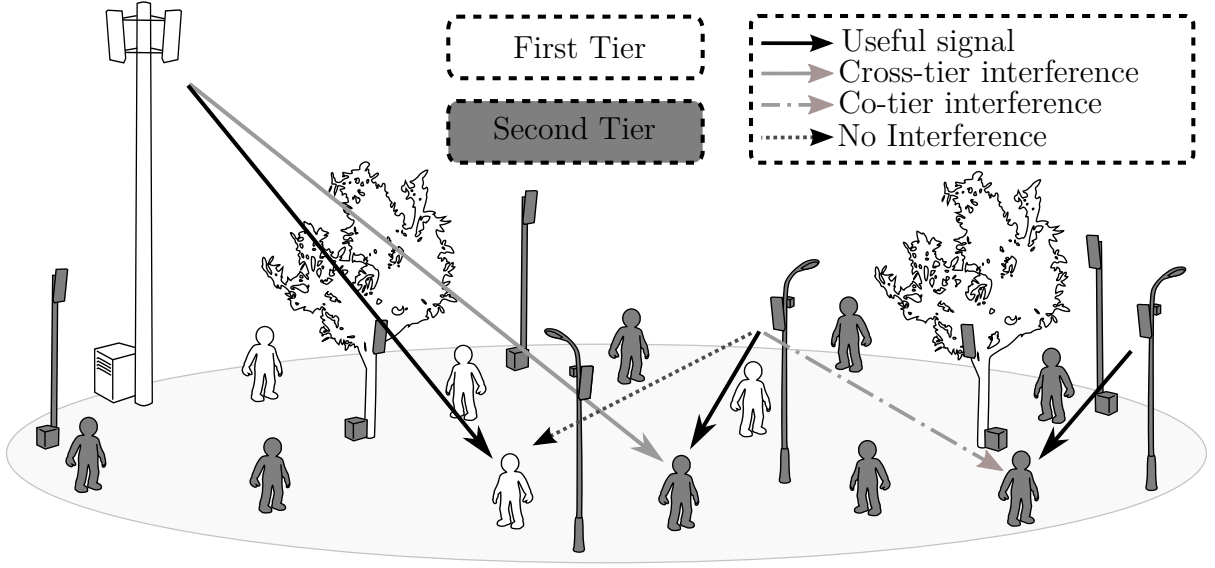 First Tier
Second Tier
Useful signal
Cross-tier interference
Co-tier interference
No Interference